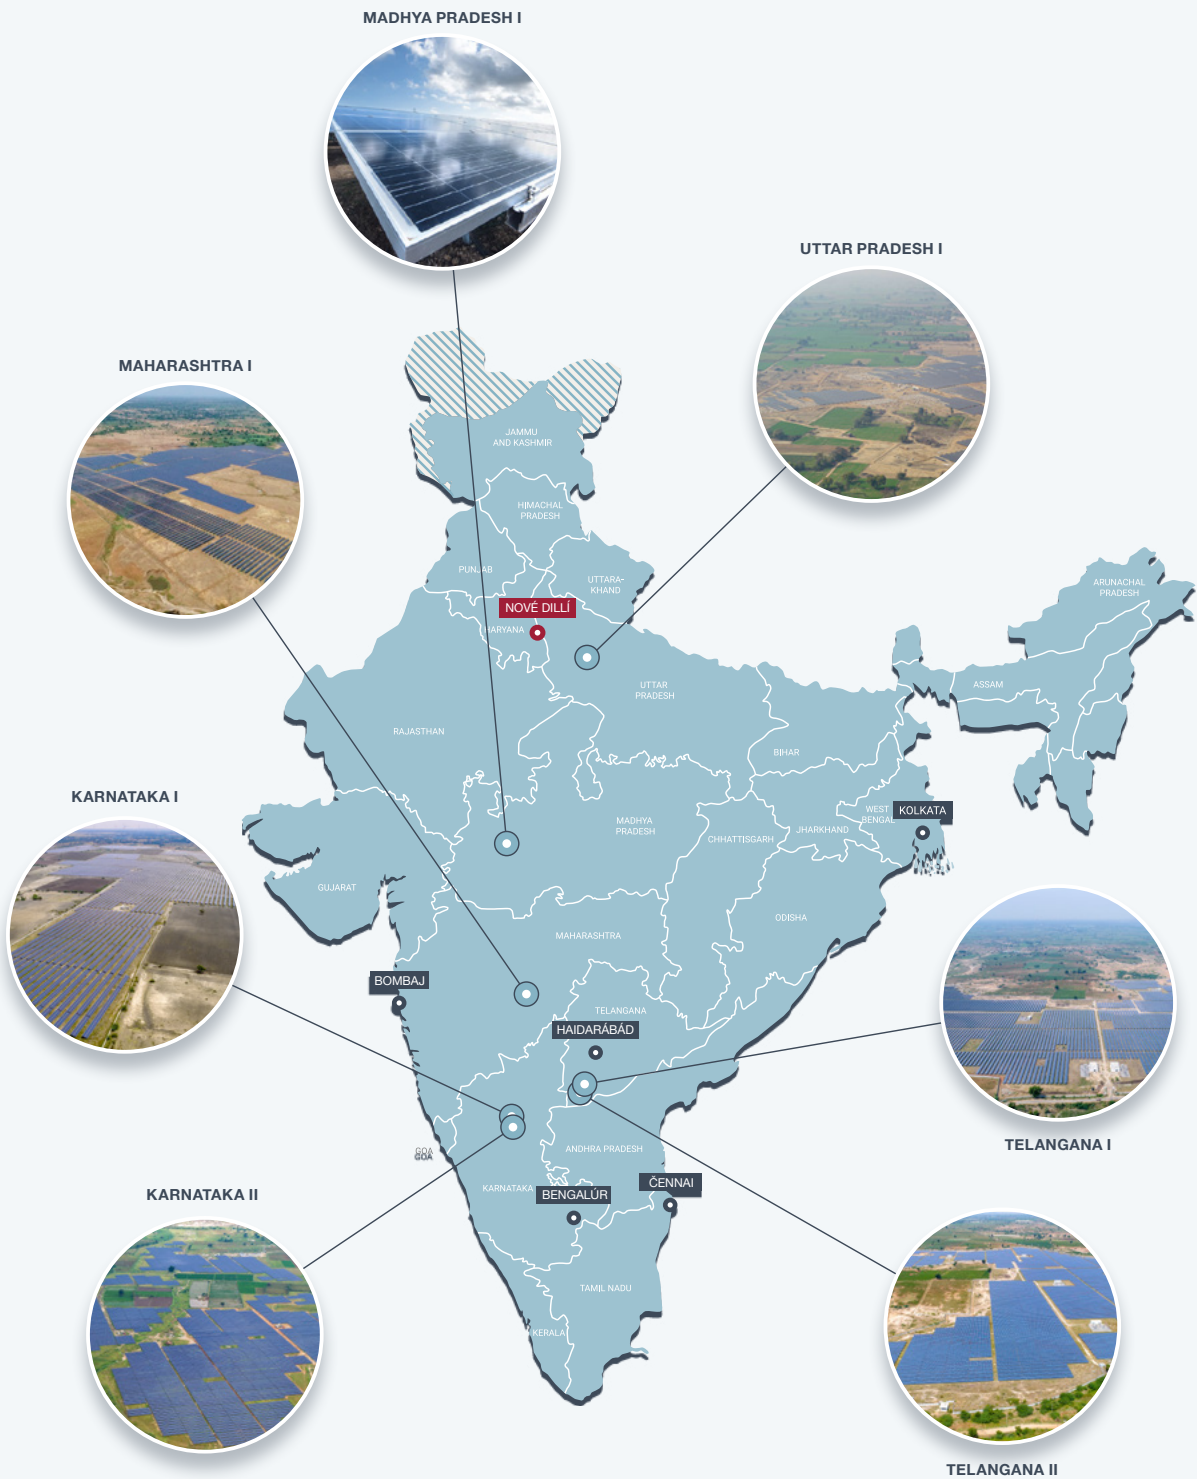 MADHYA PRADESH I
UTTAR PRADESH I
MAHARASHTRA I
JAMMU
AND KASHMIR
HIMACHAL
PRADESH
PUNJAB
UTTARA-
KHAND
ARUNACHAL
PRADESH
NOVÉ DILLÍ
HARYANA
UTTAR
PRADESH
ASSAM
RAJASTHAN
BIHAR
KARNATAKA I
WEST
BENGAL
KOLKATA
MADHYA
PRADESH
JHARKHAND
CHHATTISGARH
GUJARAT
ODISHA
MAHARASHTRA
BOMBAJ
TELANGANA
HAIDARÁBÁD
TELANGANA I
GOA
GOA
ANDHRA PRADESH
KARNATAKA
ČENNAI
BENGALÚR
KARNATAKA II
TAMIL NADU
KERALA
TELANGANA II